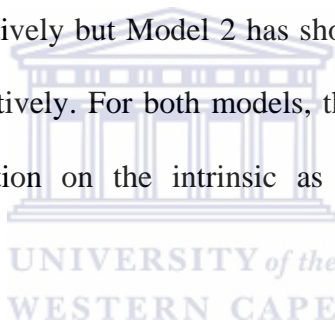 tively but Model 2 has sho
ctively. For both models, th
tion on the intrinsic as
UNIVERSITY of the
WESTERN CAPE